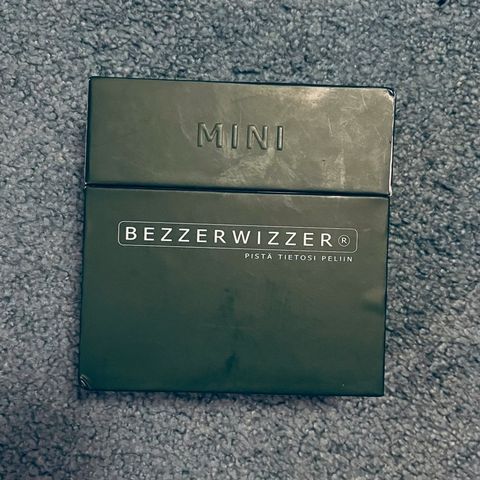 MINI
BEZZERWIZZER®
PISTÄ TIETOSI PELIIN